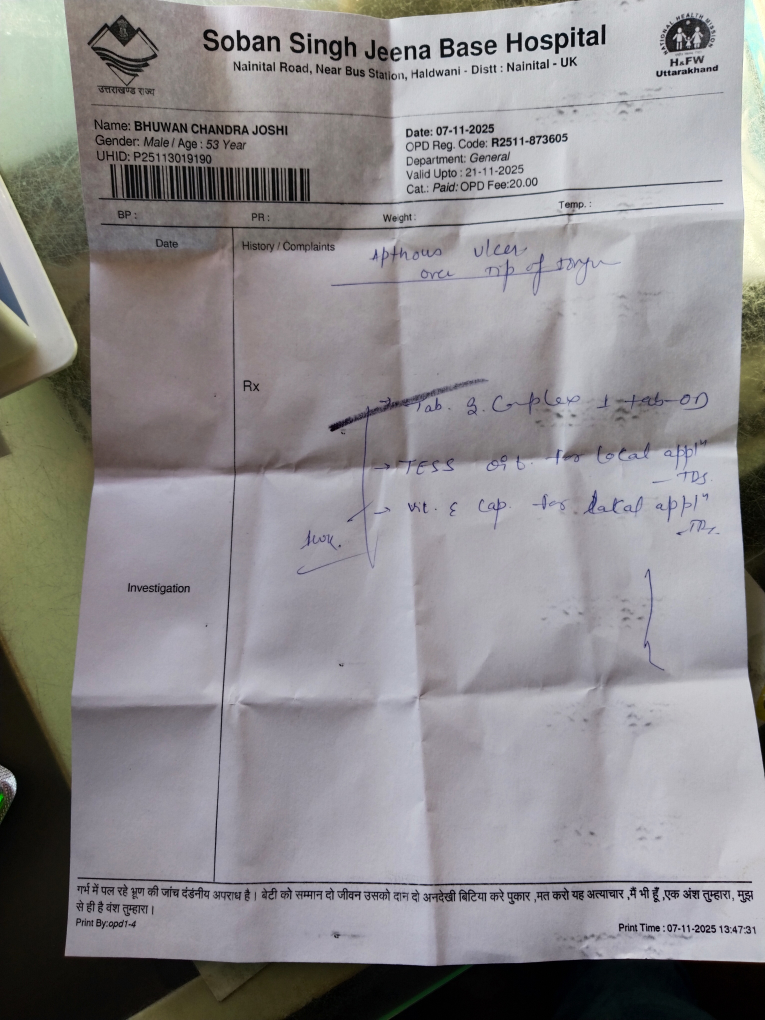 Soban Singh Jeena Base Hospital
Nainital Road, Near Bus Station, Haldwani - Distt : Nainital - UK
उत्तराखण्ड राज्य
NATIONAL HEALTH MISSION
H&FW
Uttarakhand
Name: BHUWAN CHANDRA JOSHI
Gender: Male / Age : 53 Year
UHID: P25113019190
Date: 07-11-2025
OPD Reg. Code: R2511-873605
Department: General
Valid Upto : 21-11-2025
Cat.: Paid: OPD Fee:20.00
BP : PR : Weight : Temp. :
Date
History / Complaints
Apthous ulcer
over tip of
Rx
Tab. B. Complex 1 tab-OD
→ TESS oit. for local appl^n
- TDS.
→ Vit. E cap. for lakal appl^n
- TDS.
Investigation
गर्भ में पल रहे भ्रूण की जांच दंडनीय अपराध है । बेटी को सम्मान दो जीवन उसको दान दो अनदेखी बिटिया करे पुकार ,मत करो यह अत्याचार ,मैं भी हूँ ,एक अंश तुम्हारा, मुझ
से ही है वंश तुम्हारा ।
Print By:opd1-4
Print Time : 07-11-2025 13:47:31